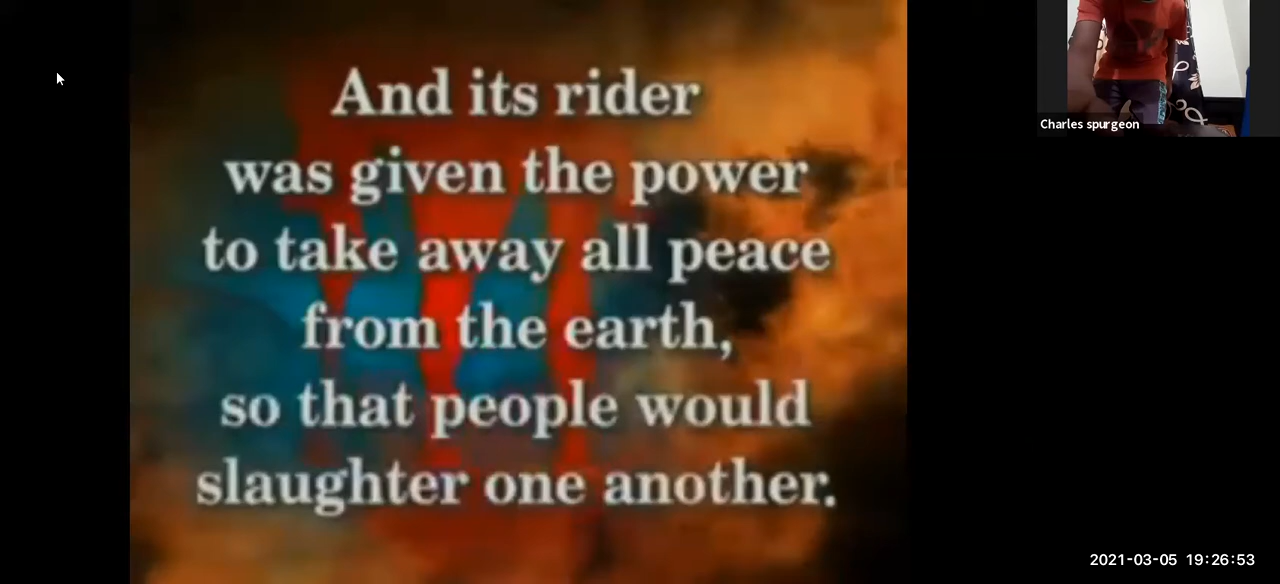 And its rider
was given the power
to take away all peace
from the earth,
so that people would
slaughter one another.
Charles spurgeon
2021-03-05 19:26:53